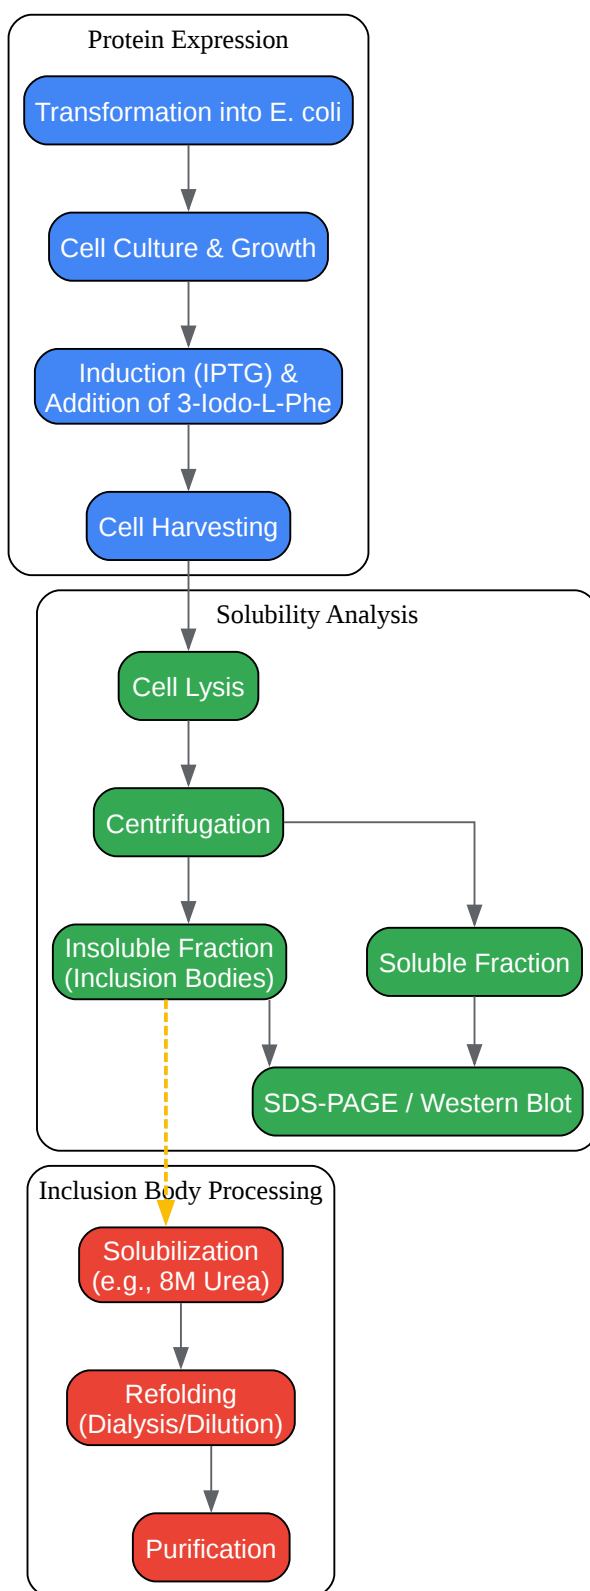 Protein Expression
Transformation into E. coli
Cell Culture & Growth
Induction (IPTG) &
Addition of 3-Iodo-L-Phe
Cell Harvesting
Solubility Analysis
Cell Lysis
Centrifugation
Insoluble Fraction
(Inclusion Bodies)
Soluble Fraction
SDS-PAGE / Western Blot
Inclusion Body Processing
Solubilization
(e.g., 8M Urea)
Refolding
(Dialysis/Dilution)
Purification